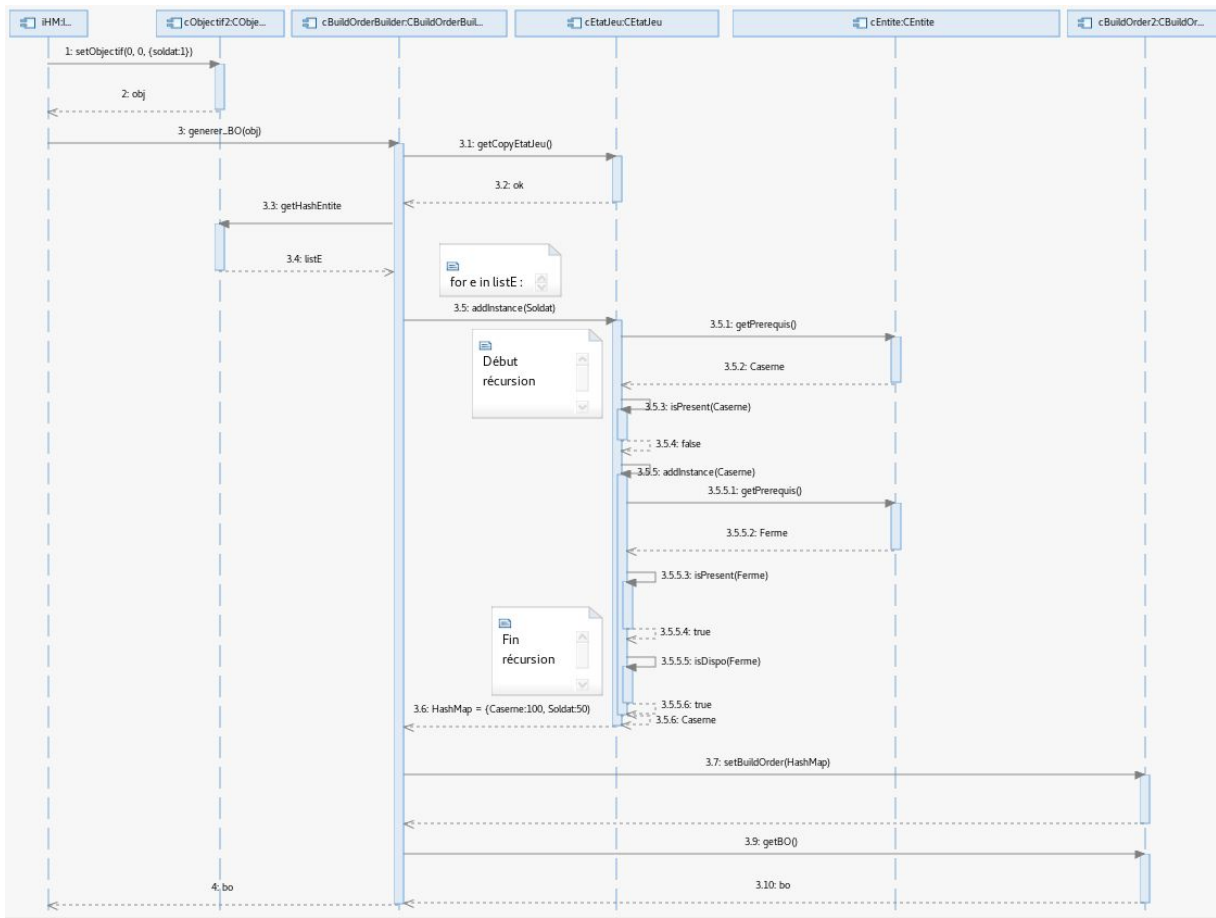 iHM:I...
cObjectif2:CObje...
cBuildOrderBuilder:CBuildOrderBuil...
cEtatJeu:CEtatJeu
cEntite:CEntite
cBuildOrder2:CBuildOr...
1: setObjectif(0, 0, {soldat:1})
2: obj
3: generer_BO(obj)
3.1: getCopyEtatJeu()
3.2: ok
3.3: getHashEntite
3.4: listE
for e in listE :
3.5: addInstance(Soldat)
3.5.1: getPrerequis()
Début
récursion
3.5.2: Caserne
3.5.3: isPresent(Caserne)
3.5.4: false
3.5.5: addInstance(Caserne)
3.5.5.1: getPrerequis()
3.5.5.2: Ferme
3.5.5.3: isPresent(Ferme)
Fin
récursion
3.5.5.4: true
3.5.5.5: isDispo(Ferme)
3.5.5.6: true
3.6: HashMap = {Caserne:100, Soldat:50)
3.5.6: Caserne
3.7: setBuildOrder(HashMap)
3.9: getBO()
3.10: bo
4: bo